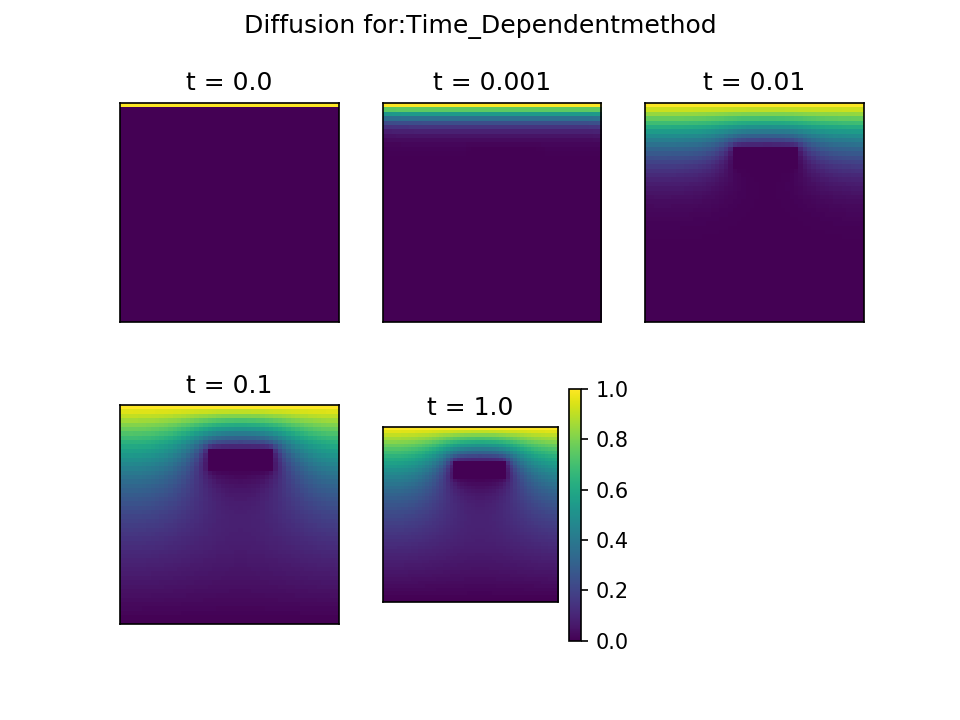 Diffusion for:Time_Dependentmethod
t = 0.0
t = 0.001
t = 0.01
t = 0.1
t = 1.0
1.0
0.8
0.6
0.4
0.2
0.0